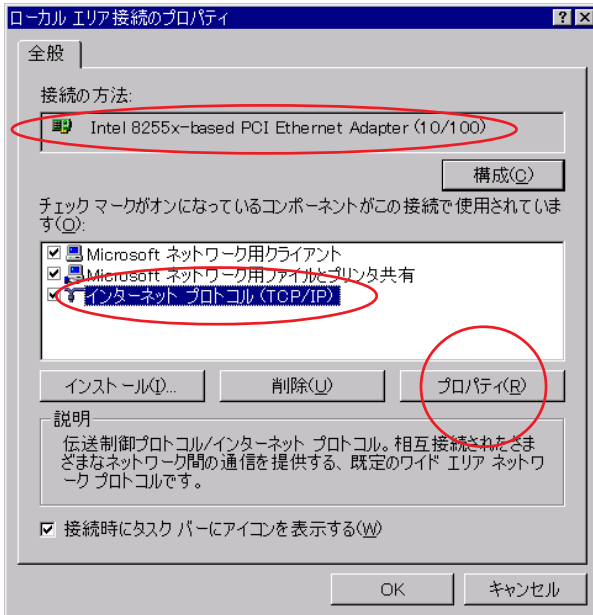 ローカル エリア接続のプロパティ
全般
接続の方法:
Intel 8255x-based PCI Ethernet Adapter (10/100)
構成(C)
チェック マークがオンになっているコンポーネントがこの接続で使用されていま
す(O):
Microsoft ネットワーク用クライアント
Microsoft ネットワーク用ファイルとプリンタ共有
インターネット プロトコル (TCP/IP)
インストール(I)...
削除(U)
プロパティ(R)
説明
伝送制御プロトコル/インターネット プロトコル。相互接続されたさま
ざまなネットワーク間の通信を提供する、既定のワイド エリア ネットワ
ーク プロトコルです。
接続時にタスク バーにアイコンを表示する(W)
OK
キャンセル